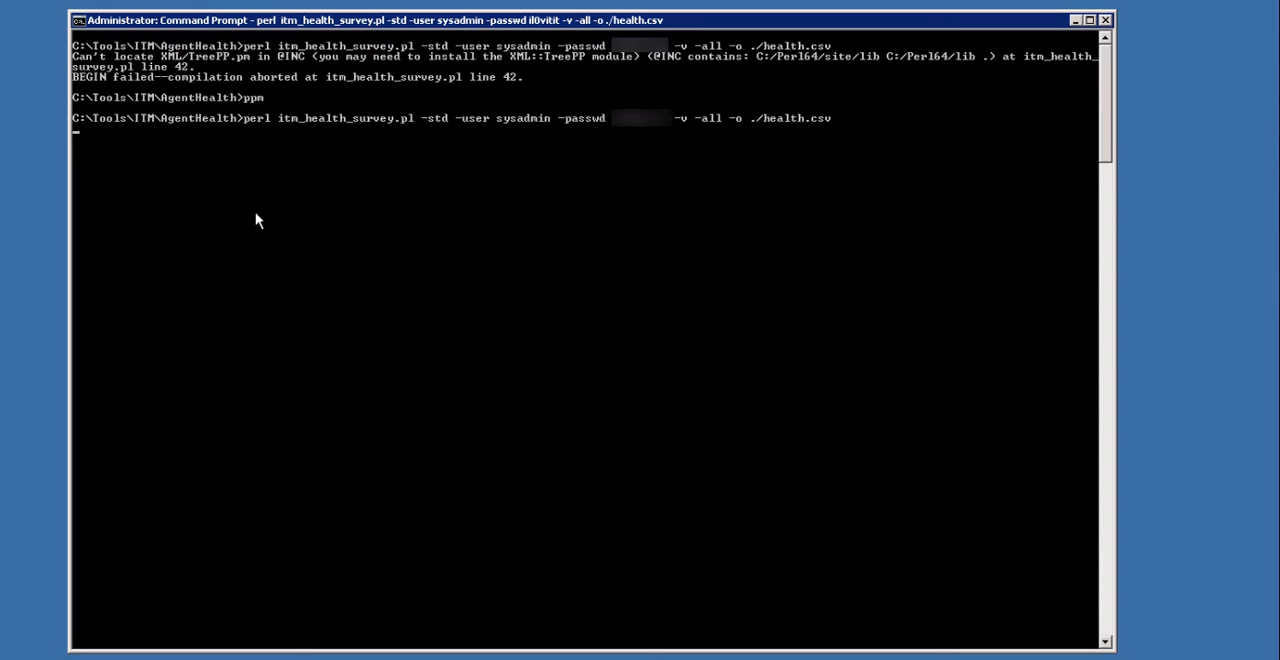 Administrator: Command Prompt - perl itm_health_survey.pl -std -user sysadmin -passwd il0vitit -v -all -o ./health.csv
C:\Tools\ITM\AgentHealth>perl itm_health_survey.pl -std -user sysadmin -passwd -v -all -o ./health.csv
Can't locate XML/TreePP.pm in @INC (you may need to install the XML::TreePP module) (@INC contains: C:/Perl64/site/lib C:/Perl64/lib .) at itm_health_
survey.pl line 42.
BEGIN failed--compilation aborted at itm_health_survey.pl line 42.
C:\Tools\ITM\AgentHealth>ppm
C:\Tools\ITM\AgentHealth>perl itm_health_survey.pl -std -user sysadmin -passwd -v -all -o ./health.csv